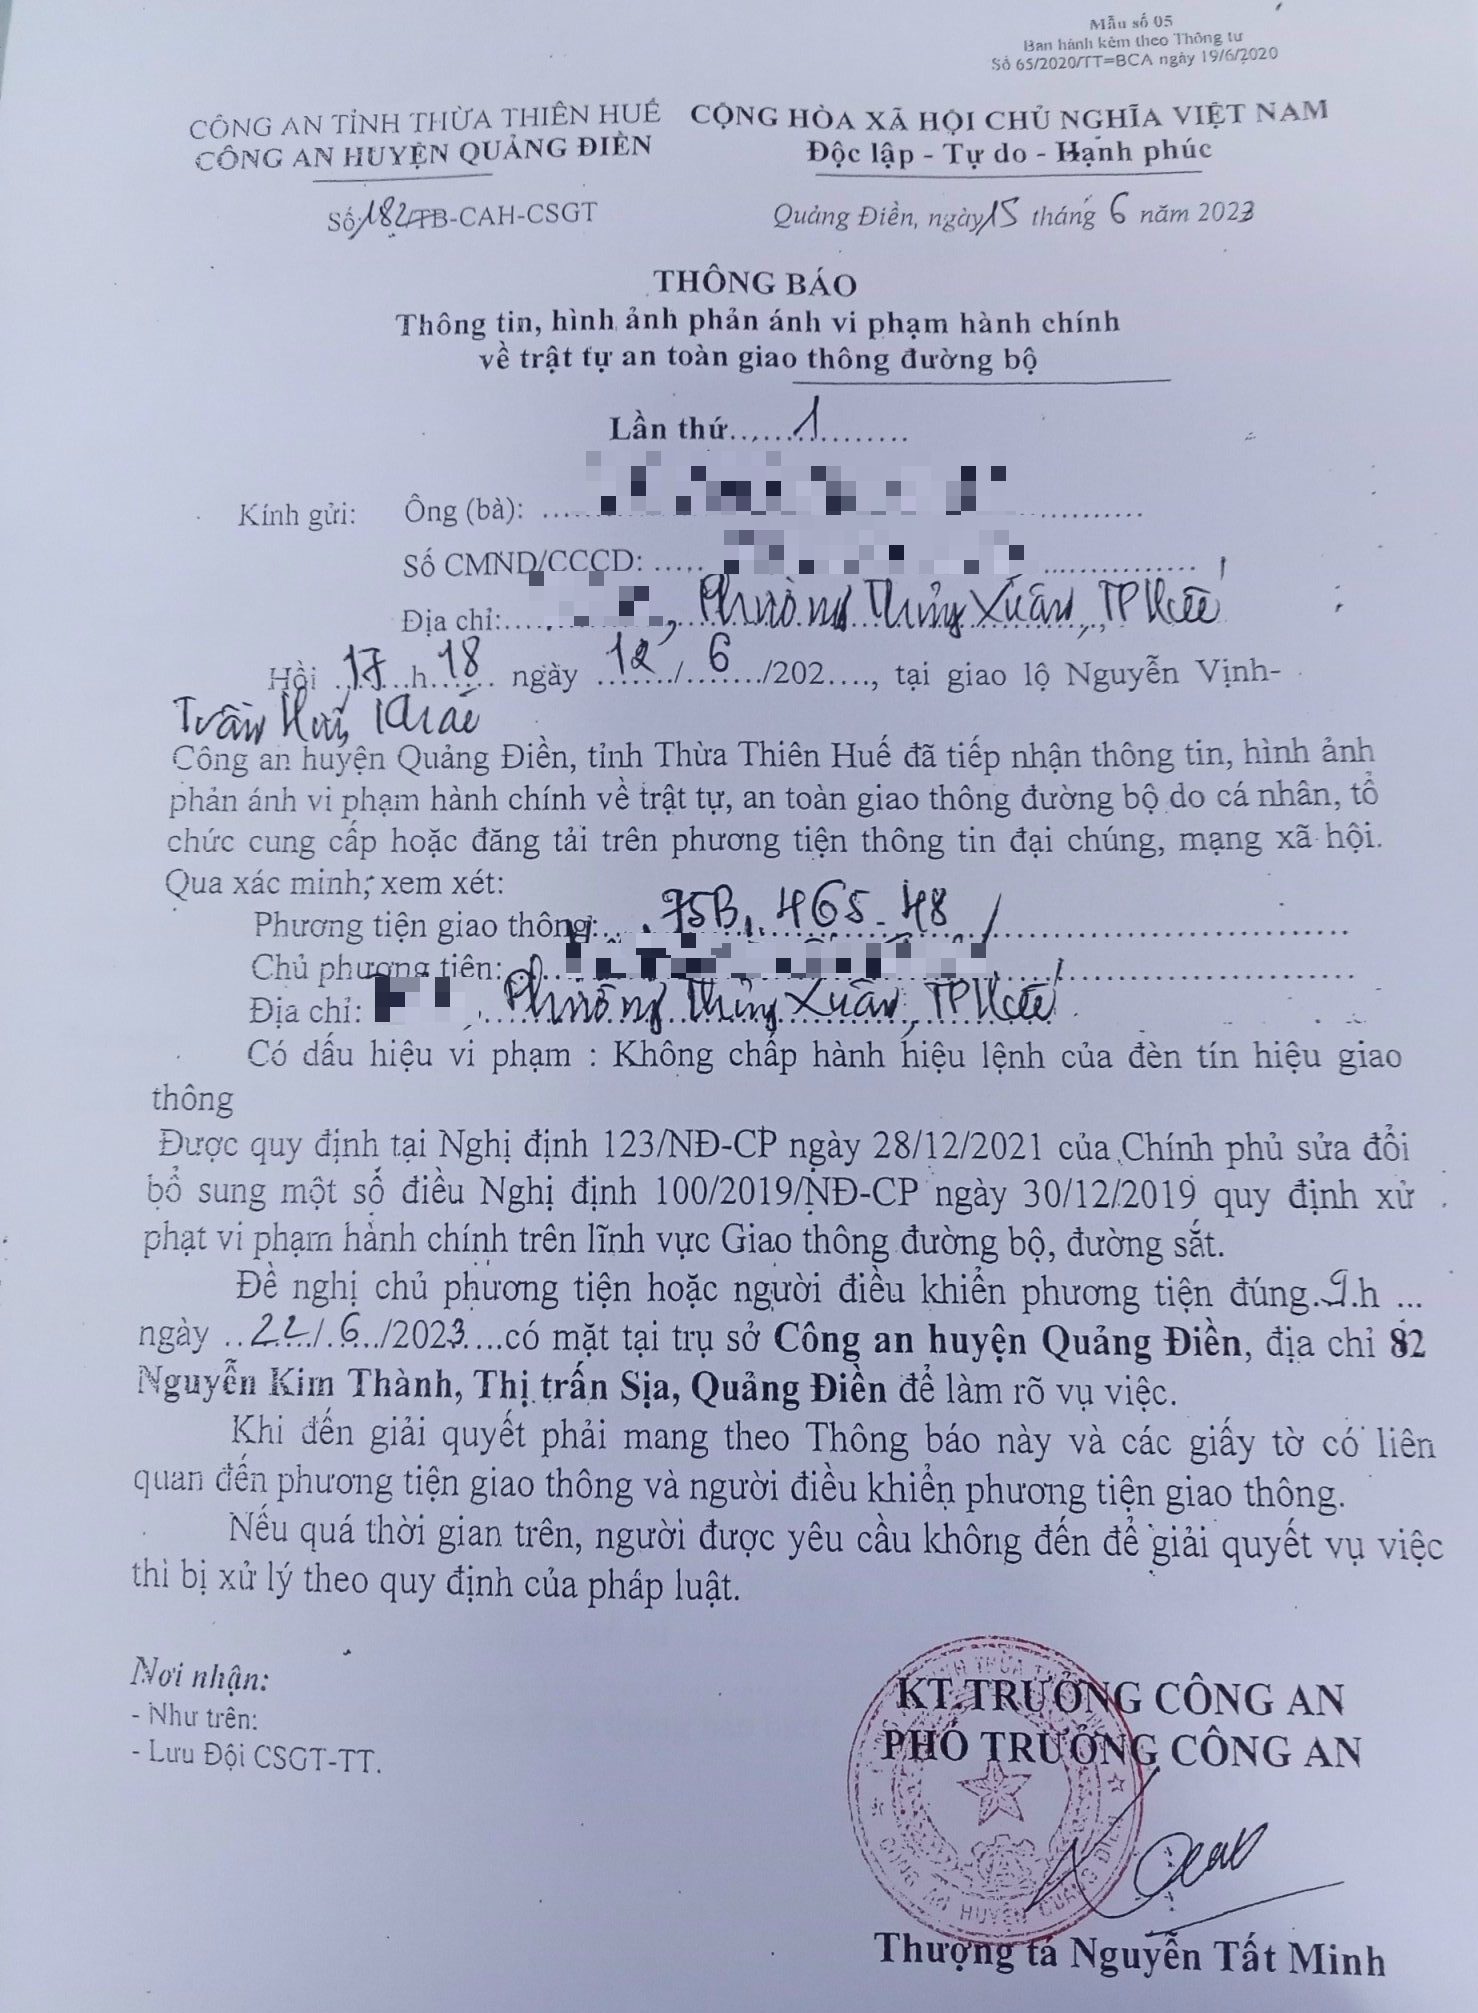 Mẫu số 05
Ban hành kèm theo Thông tư
Số 65/2020/TT=BCA ngày 19/6/2020
CÔNG AN TỈNH THỪA THIÊN HUẾ
CÔNG AN HUYỆN QUẢNG ĐIỀN
CỘNG HÒA XÃ HỘI CHỦ NGHĨA VIỆT NAM
Độc lập - Tự do - Hạnh phúc
Số:182/TB-CAH-CSGT
Quảng Điền, ngày 15 tháng 6 năm 2023
THÔNG BÁO
Thông tin, hình ảnh phản ánh vi phạm hành chính
về trật tự an toàn giao thông đường bộ
Lần thứ......1.........
Kính gửi: Ông (bà): ....
Số CMND/CCCD: .....
Địa chỉ:....., Phường Thủy Xuân, TP Huế
Hồi 17 h 18 ngày 12 / 6 /202...., tại giao lộ Nguyễn Vịnh-
Trần Huy Khai
Công an huyện Quảng Điền, tỉnh Thừa Thiên Huế đã tiếp nhận thông tin, hình ảnh
phản ánh vi phạm hành chính về trật tự, an toàn giao thông đường bộ do cá nhân, tổ
chức cung cấp hoặc đăng tải trên phương tiện thông tin đại chúng, mạng xã hội.
Qua xác minh, xem xét:
Phương tiện giao thông: 75B, 465-48
Chủ phương tiện:
Địa chỉ: , Phường Thủy Xuân, TP Huế
Có dấu hiệu vi phạm : Không chấp hành hiệu lệnh của đèn tín hiệu giao
thông
Được quy định tại Nghị định 123/NĐ-CP ngày 28/12/2021 của Chính phủ sửa đổi
bổ sung một số điều Nghị định 100/2019/NĐ-CP ngày 30/12/2019 quy định xử
phạt vi phạm hành chính trên lĩnh vực Giao thông đường bộ, đường sắt.
Đề nghị chủ phương tiện hoặc người điều khiển phương tiện đúng.9.h ...
ngày ..22./.6../2023....có mặt tại trụ sở Công an huyện Quảng Điền, địa chỉ 82
Nguyễn Kim Thành, Thị trấn Sịa, Quảng Điền để làm rõ vụ việc.
Khi đến giải quyết phải mang theo Thông báo này và các giấy tờ có liên
quan đến phương tiện giao thông và người điều khiển phương tiện giao thông.
Nếu quá thời gian trên, người được yêu cầu không đến để giải quyết vụ việc
thì bị xử lý theo quy định của pháp luật.
Nơi nhận:
- Như trên:
- Lưu Đội CSGT-TT.
KT.TRƯỞNG CÔNG AN
PHÓ TRƯỞNG CÔNG AN
CÔNG AN HUYỆN QUẢNG ĐIỀN
Thượng tá Nguyễn Tất Minh